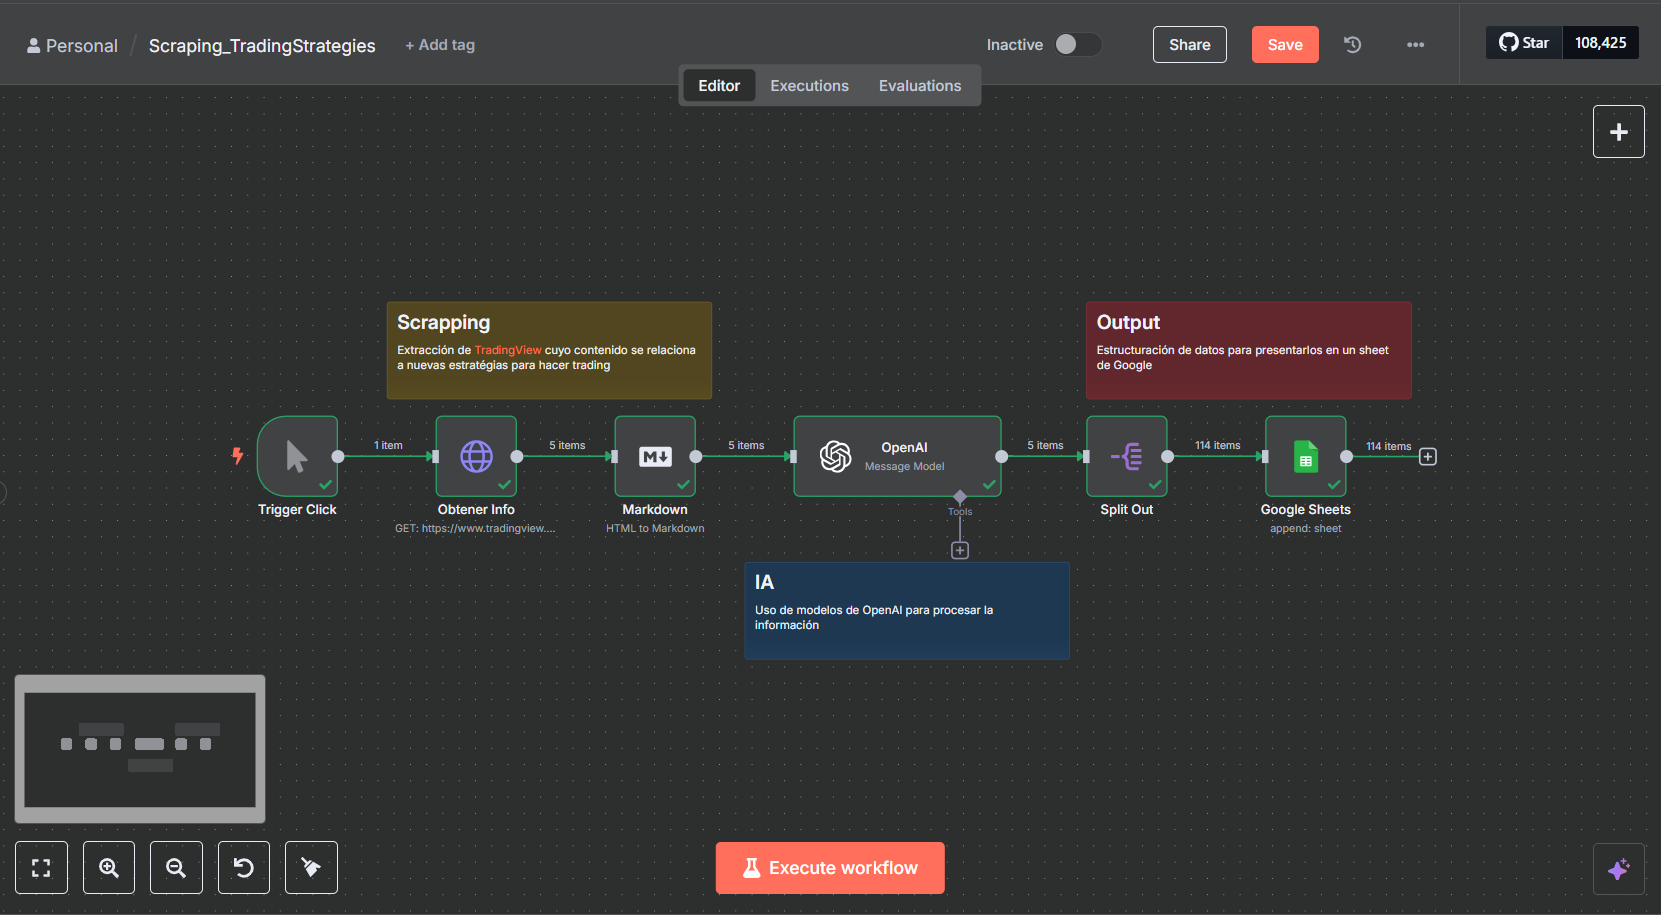 Personal / Scraping_TradingStrategies + Add tag Inactive Share Save ••• Star 108,425
Editor Executions Evaluations
Scrapping
Extracción de TradingView cuyo contenido se relaciona
a nuevas estratégias para hacer trading
Output
Estructuración de datos para presentarlos en un sheet
de Google
1 item
5 items
5 items
OpenAI
Message Model
5 items
114 items
114 items
Tools
Trigger Click
Obtener Info
GET: https://www.tradingview....
Markdown
HTML to Markdown
Split Out
Google Sheets
append: sheet
IA
Uso de modelos de OpenAI para procesar la
información
Execute workflow